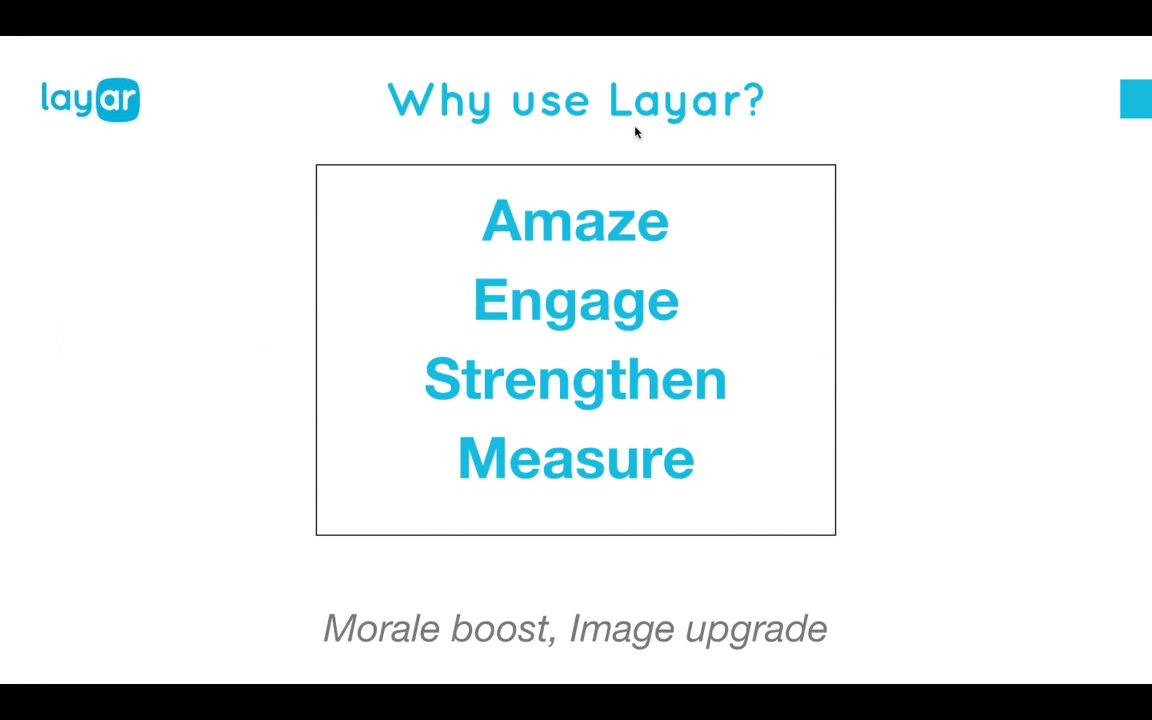 layar
Why use Layar?
Amaze
Engage
Strengthen
Measure
Morale boost, Image upgrade